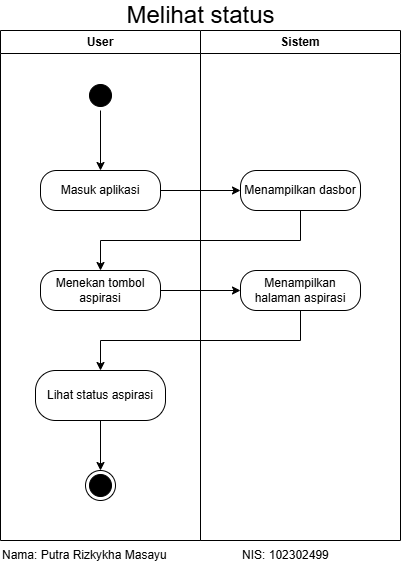 Melihat status
User
Sistem
Masuk aplikasi
Menampilkan dasbor
Menekan tombol
aspirasi
Menampilkan
halaman aspirasi
Lihat status aspirasi
Nama: Putra Rizkykha Masayu
NIS: 102302499